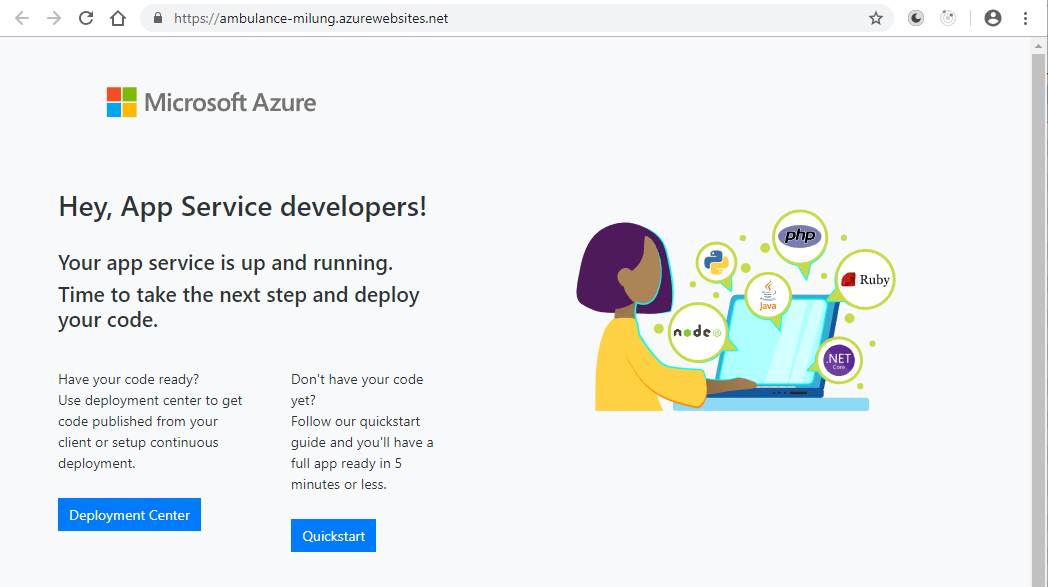 https://ambulance-milung.azurewebsites.net
Microsoft Azure
Hey, App Service developers!
Your app service is up and running.
Time to take the next step and deploy
your code.
Have your code ready?
Use deployment center to get
code published from your
client or setup continuous
deployment.
Deployment Center
Don't have your code
yet?
Follow our quickstart
guide and you'll have a
full app ready in 5
minutes or less.
Quickstart
php
Ruby
Java
node
JS
.NET
Core